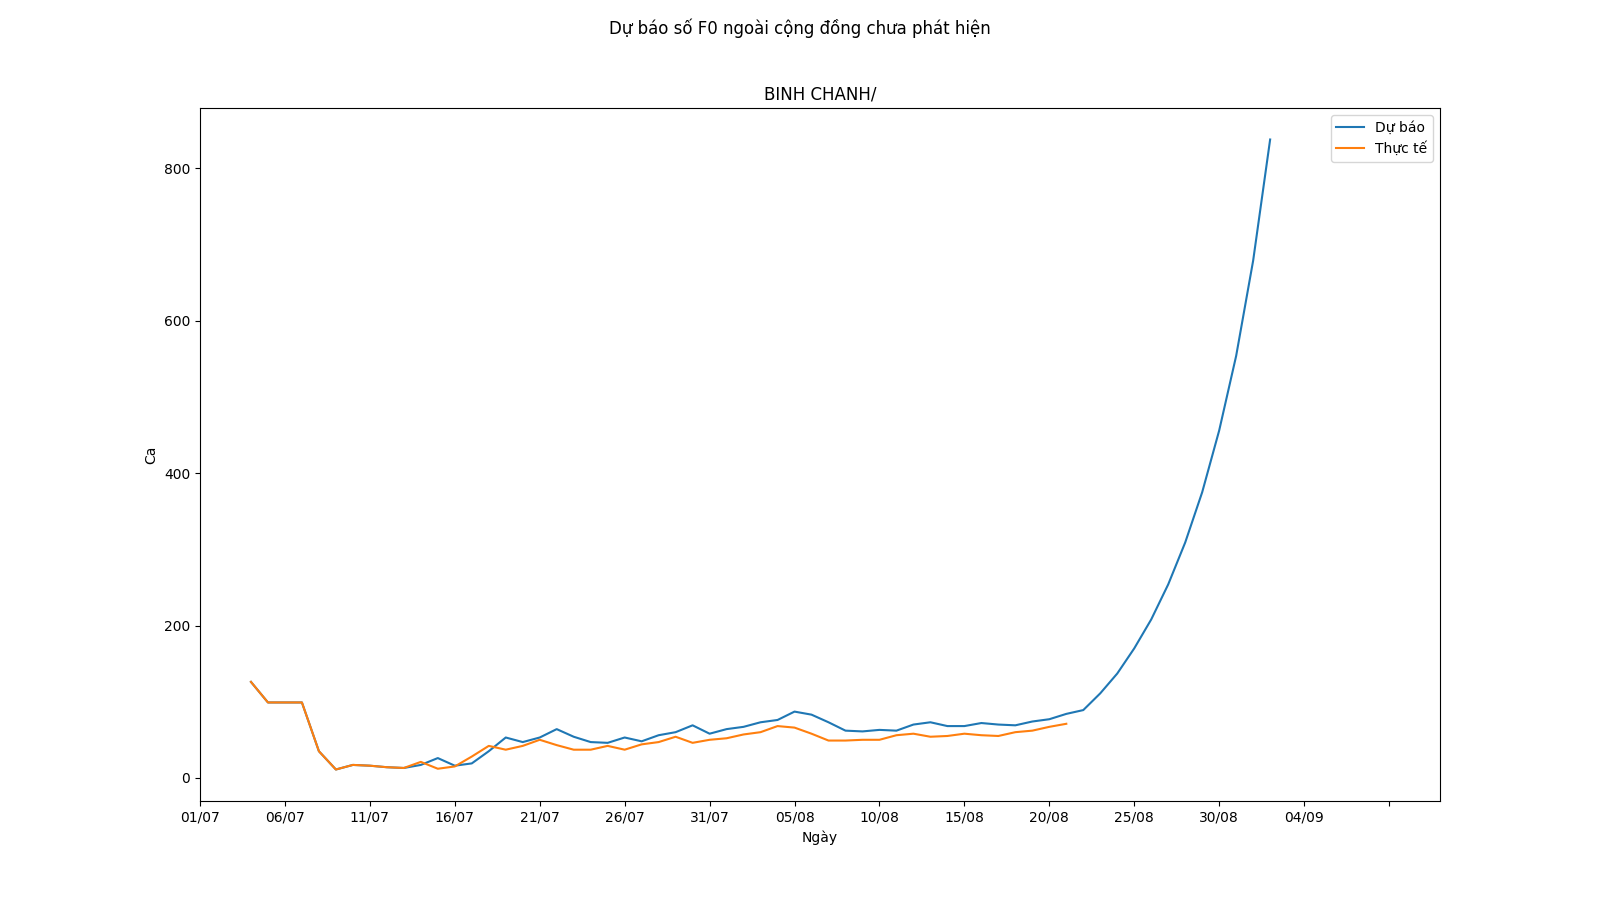 Dự báo số F0 ngoài cộng đồng chưa phát hiện
BINH CHANH/
Dự báo
Thực tế
800
600
400
200
0
Ca
01/07 06/07 11/07 16/07 21/07 26/07 31/07 05/08 10/08 15/08 20/08 25/08 30/08 04/09
Ngày